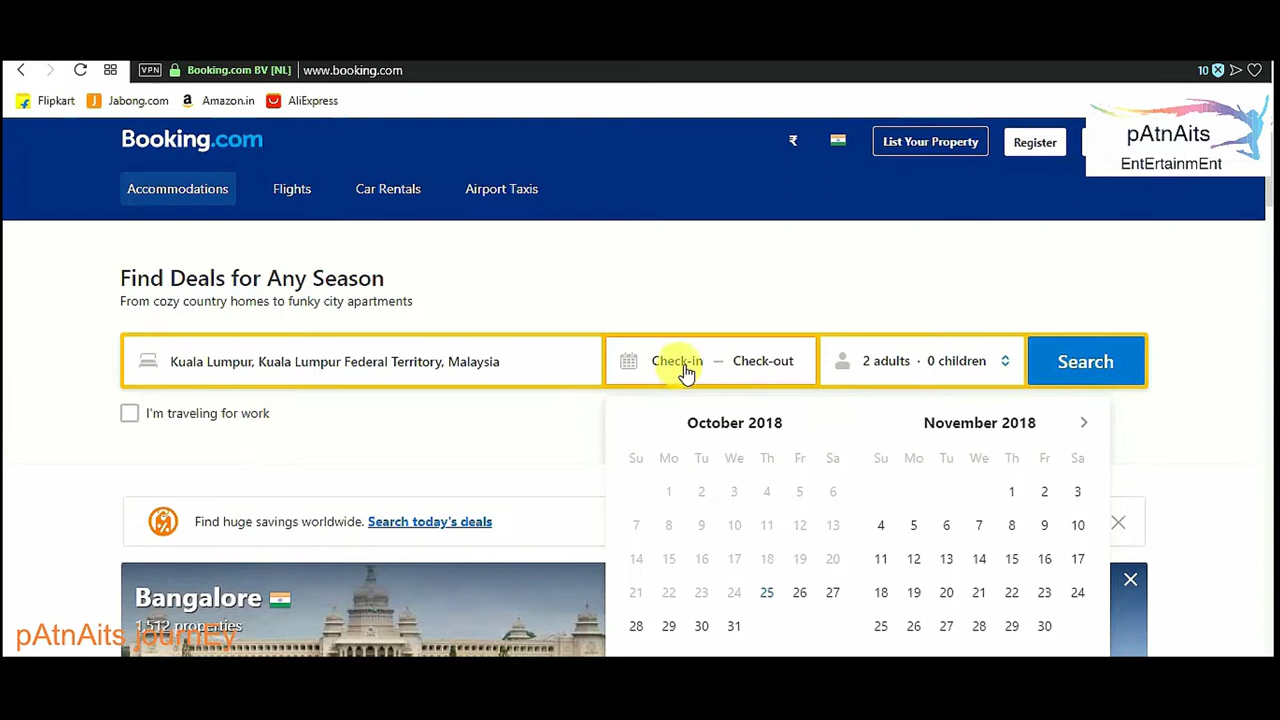 VPN Booking.com BV [NL] www.booking.com 10
Flipkart Jabong.com Amazon.in AliExpress
pAtnAits
EntErtainmEnt
Booking.com
₹ List Your Property Register
Accommodations Flights Car Rentals Airport Taxis
Find Deals for Any Season
From cozy country homes to funky city apartments
Kuala Lumpur, Kuala Lumpur Federal Territory, Malaysia Check-in — Check-out 2 adults · 0 children Search
I'm traveling for work
October 2018 November 2018
Su Mo Tu We Th Fr Sa Su Mo Tu We Th Fr Sa
1 2 3 4 5 6 1 2 3
7 8 9 10 11 12 13 4 5 6 7 8 9 10
14 15 16 17 18 19 20 11 12 13 14 15 16 17
21 22 23 24 25 26 27 18 19 20 21 22 23 24
28 29 30 31 25 26 27 28 29 30
Find huge savings worldwide. Search today's deals
Bangalore
1,512 properties
pAtnAits journEy